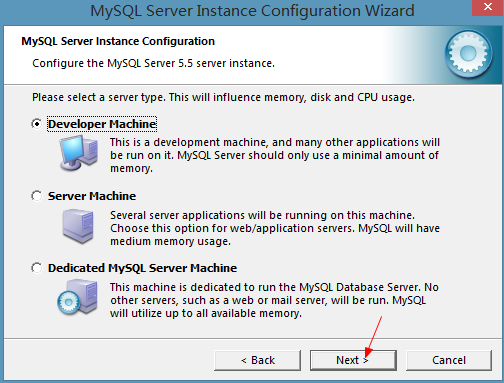 MySQL Server Instance Configuration Wizard
MySQL Server Instance Configuration
Configure the MySQL Server 5.5 server instance.
Please select a server type. This will influence memory, disk and CPU usage.
Developer Machine
This is a development machine, and many other applications will
be run on it. MySQL Server should only use a minimal amount of
memory.
Server Machine
Several server applications will be running on this machine.
Choose this option for web/application servers. MySQL will have
medium memory usage.
Dedicated MySQL Server Machine
This machine is dedicated to run the MySQL Database Server. No
other servers, such as a web or mail server, will be run. MySQL
will utilize up to all available memory.
< Back Next > Cancel